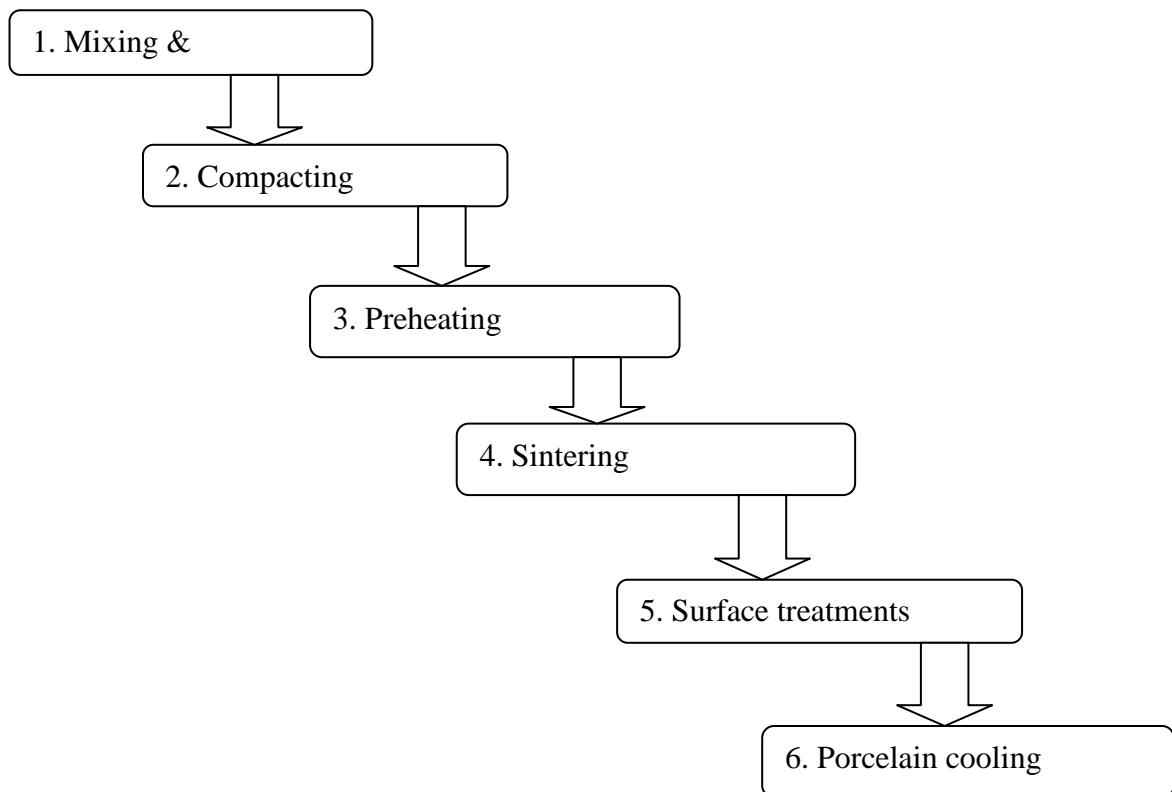 1. Mixing &
2. Compacting
3. Preheating
4. Sintering
5. Surface treatments
6. Porcelain cooling